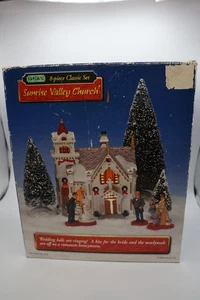 8-piece Classic Set
Sunrise Valley Church
"Wedding bells are ringing! A kiss for the bride and the newlyweds
are off to a romantic honeymoon.